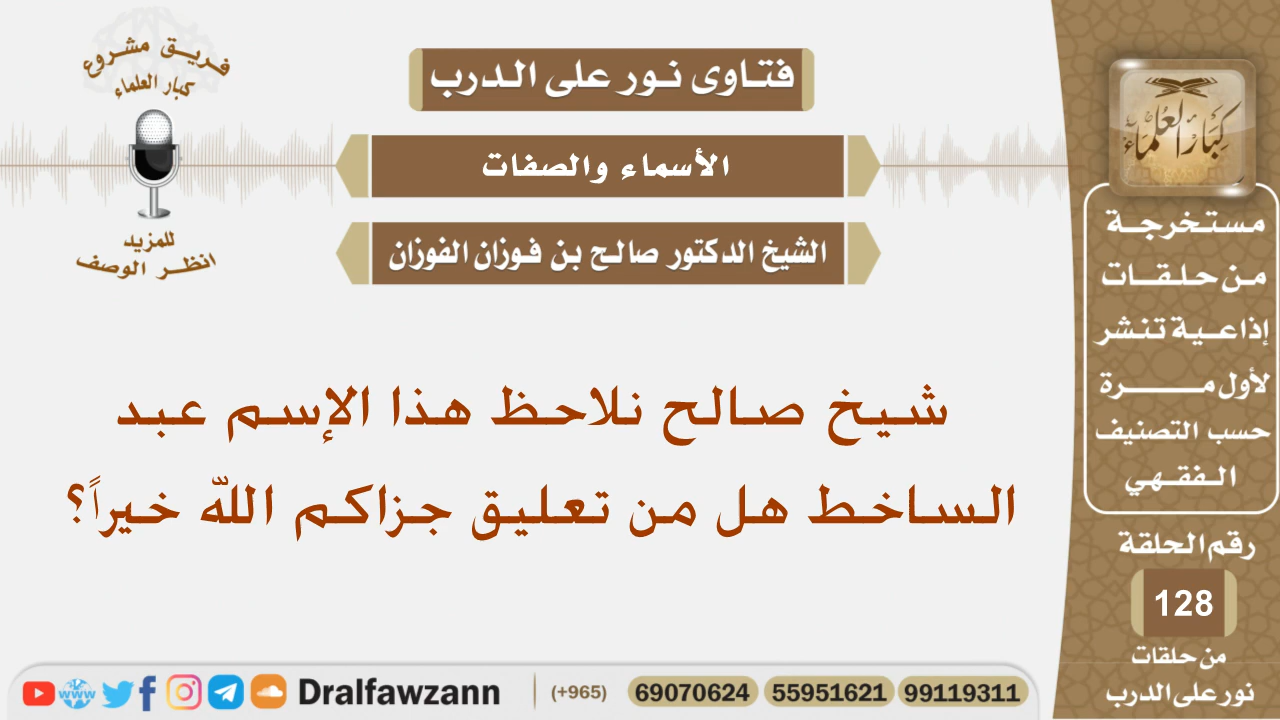 فريق مشروع
كبار العلماء
للمزيد
انظر الوصف
فتاوى نور على الدرب
الأسماء والصفات
الشيخ الدكتور صالح بن فوزان الفوزان
شيخ صالح نلاحظ هذا الإسم عبد
الساخط هل من تعليق جزاكم الله خيراً؟
كبار العلماء
مستخرجة
من حلقات
إذاعية تنشر
لأول مرة
حسب التصنيف
الفقهي
رقم الحلقة
128
من حلقات
نور على الدرب
www Dralfawzann (+965) 69070624 55951621 99119311